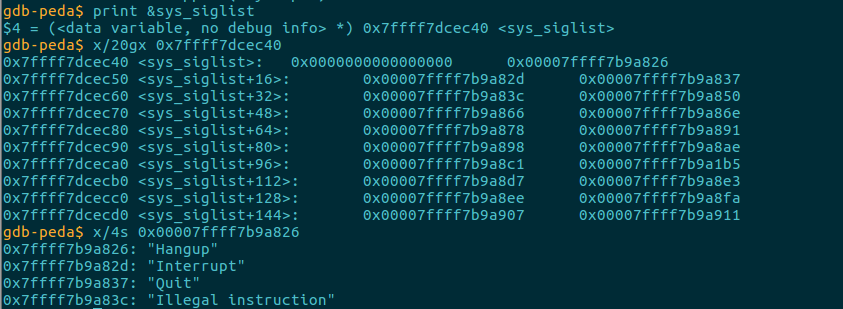 gdb-peda$ print &sys_siglist
$4 = (<data variable, no debug info> *) 0x7ffff7dcec40 <sys_siglist>
gdb-peda$ x/20gx 0x7ffff7dcec40
0x7ffff7dcec40 <sys_siglist>: 0x0000000000000000 0x00007ffff7b9a826
0x7ffff7dcec50 <sys_siglist+16>: 0x00007ffff7b9a82d 0x00007ffff7b9a837
0x7ffff7dcec60 <sys_siglist+32>: 0x00007ffff7b9a83c 0x00007ffff7b9a850
0x7ffff7dcec70 <sys_siglist+48>: 0x00007ffff7b9a866 0x00007ffff7b9a86e
0x7ffff7dcec80 <sys_siglist+64>: 0x00007ffff7b9a878 0x00007ffff7b9a891
0x7ffff7dcec90 <sys_siglist+80>: 0x00007ffff7b9a898 0x00007ffff7b9a8ae
0x7ffff7dceca0 <sys_siglist+96>: 0x00007ffff7b9a8c1 0x00007ffff7b9a1b5
0x7ffff7dcecb0 <sys_siglist+112>: 0x00007ffff7b9a8d7 0x00007ffff7b9a8e3
0x7ffff7dcecc0 <sys_siglist+128>: 0x00007ffff7b9a8ee 0x00007ffff7b9a8fa
0x7ffff7dcecd0 <sys_siglist+144>: 0x00007ffff7b9a907 0x00007ffff7b9a911
gdb-peda$ x/4s 0x00007ffff7b9a826
0x7ffff7b9a826: "Hangup"
0x7ffff7b9a82d: "Interrupt"
0x7ffff7b9a837: "Quit"
0x7ffff7b9a83c: "Illegal instruction"